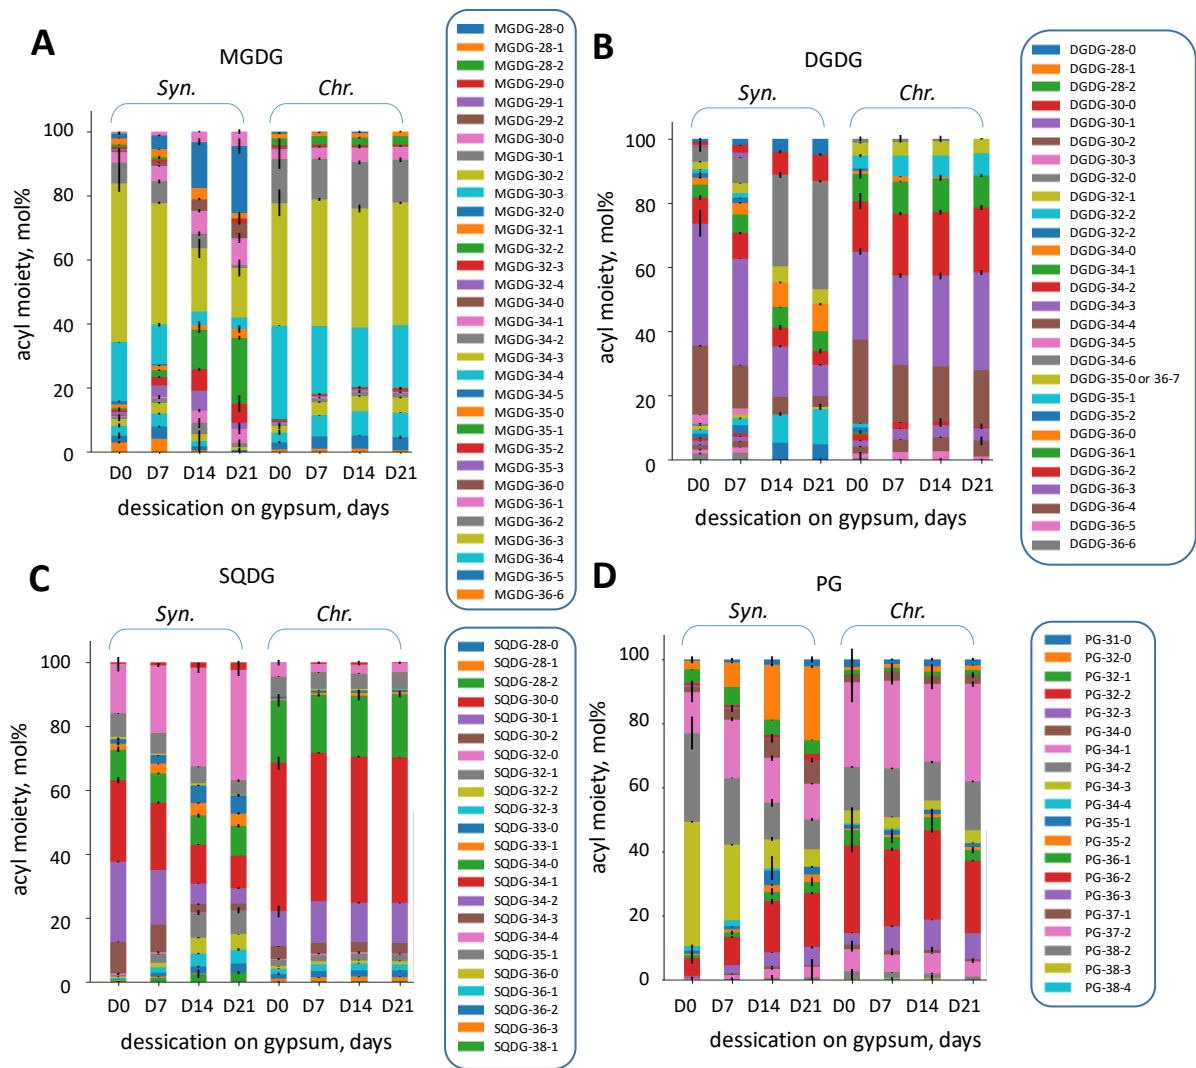 A
MGDG
Syn.
Chr.
100
80
60
40
20
0
acyl moiety, mol%
D0 D7 D14 D21 D0 D7 D14 D21
dessication on gypsum, days
MGDG-28-0
MGDG-28-1
MGDG-28-2
MGDG-29-0
MGDG-29-1
MGDG-29-2
MGDG-30-0
MGDG-30-1
MGDG-30-2
MGDG-30-3
MGDG-32-0
MGDG-32-1
MGDG-32-2
MGDG-32-3
MGDG-32-4
MGDG-34-0
MGDG-34-1
MGDG-34-2
MGDG-34-3
MGDG-34-4
MGDG-34-5
MGDG-35-0
MGDG-35-1
MGDG-35-2
MGDG-35-3
MGDG-36-0
MGDG-36-1
MGDG-36-2
MGDG-36-3
MGDG-36-4
MGDG-36-5
MGDG-36-6
B
DGDG
Syn.
Chr.
100
80
60
40
20
0
acyl moiety, mol%
D0 D7 D14 D21 D0 D7 D14 D21
dessication on gypsum, days
DGDG-28-0
DGDG-28-1
DGDG-28-2
DGDG-30-0
DGDG-30-1
DGDG-30-2
DGDG-30-3
DGDG-32-0
DGDG-32-1
DGDG-32-2
DGDG-32-2
DGDG-34-0
DGDG-34-1
DGDG-34-2
DGDG-34-3
DGDG-34-4
DGDG-34-5
DGDG-34-6
DGDG-35-0 or 36-7
DGDG-35-1
DGDG-35-2
DGDG-36-0
DGDG-36-1
DGDG-36-2
DGDG-36-3
DGDG-36-4
DGDG-36-5
DGDG-36-6
C
SQDG
Syn.
Chr.
100
80
60
40
20
0
acyl moiety, mol%
D0 D7 D14 D21 D0 D7 D14 D21
dessication on gypsum, days
SQDG-28-0
SQDG-28-1
SQDG-28-2
SQDG-30-0
SQDG-30-1
SQDG-30-2
SQDG-32-0
SQDG-32-1
SQDG-32-2
SQDG-32-3
SQDG-33-0
SQDG-33-1
SQDG-34-0
SQDG-34-1
SQDG-34-2
SQDG-34-3
SQDG-34-4
SQDG-35-1
SQDG-36-0
SQDG-36-1
SQDG-36-2
SQDG-36-3
SQDG-38-1
D
PG
Syn.
Chr.
100
80
60
40
20
0
acyl moiety, mol%
D0 D7 D14 D21 D0 D7 D14 D21
dessication on gypsum, days
PG-31-0
PG-32-0
PG-32-1
PG-32-2
PG-32-3
PG-34-0
PG-34-1
PG-34-2
PG-34-3
PG-34-4
PG-35-1
PG-35-2
PG-36-1
PG-36-2
PG-36-3
PG-37-1
PG-37-2
PG-38-2
PG-38-3
PG-38-4